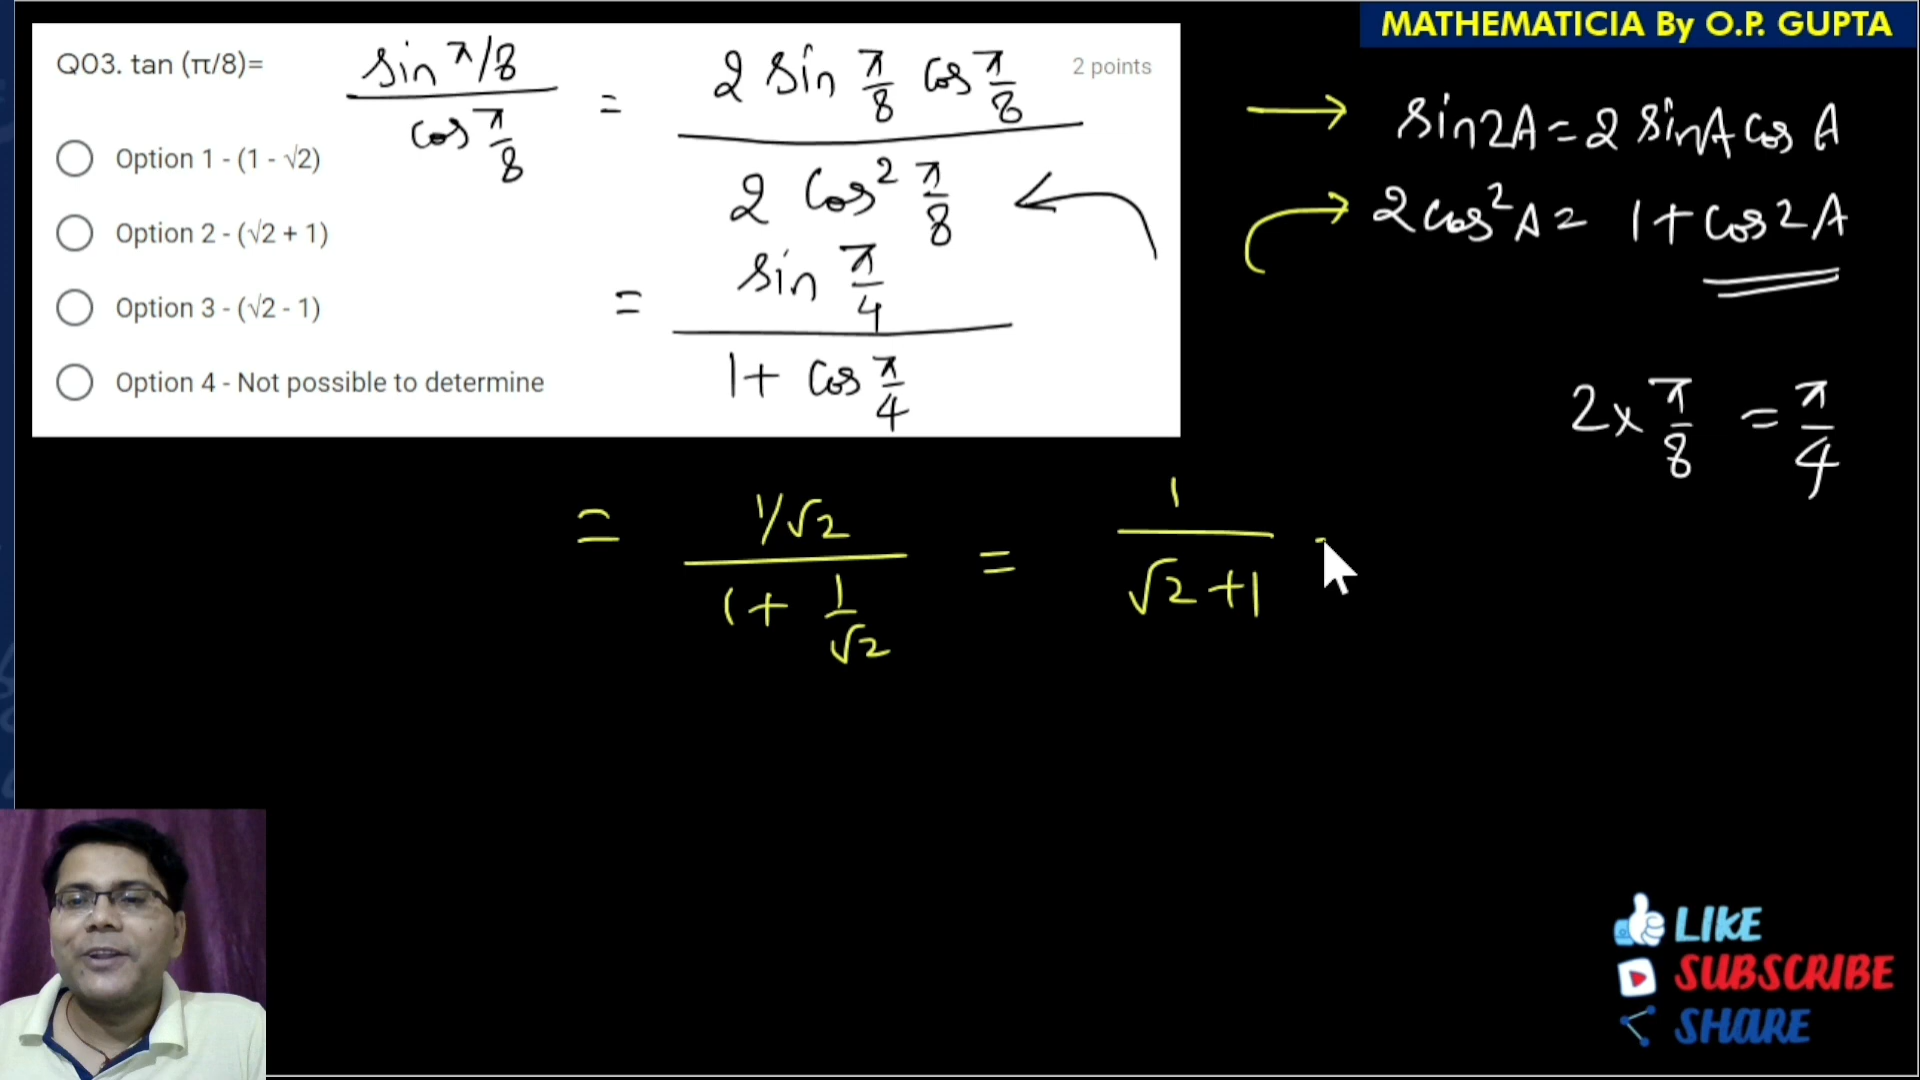 MATHEMATICIA By O.P. GUPTA
Q03. tan (π/8)=
2 points
Option 1 - (1 - √2)
Option 2 - (√2 + 1)
Option 3 - (√2 - 1)
Option 4 - Not possible to determine
sin π/8 / cos π/8 = 2 sin π/8 cos π/8 / 2 cos² π/8
= sin π/4 / 1 + cos π/4
→ sin2A = 2 sinA cos A
→ 2cos²A = 1 + cos2A
2 x π/8 = π/4
= 1/√2 / 1 + 1/√2 = 1 / √2 + 1
LIKE
SUBSCRIBE
SHARE